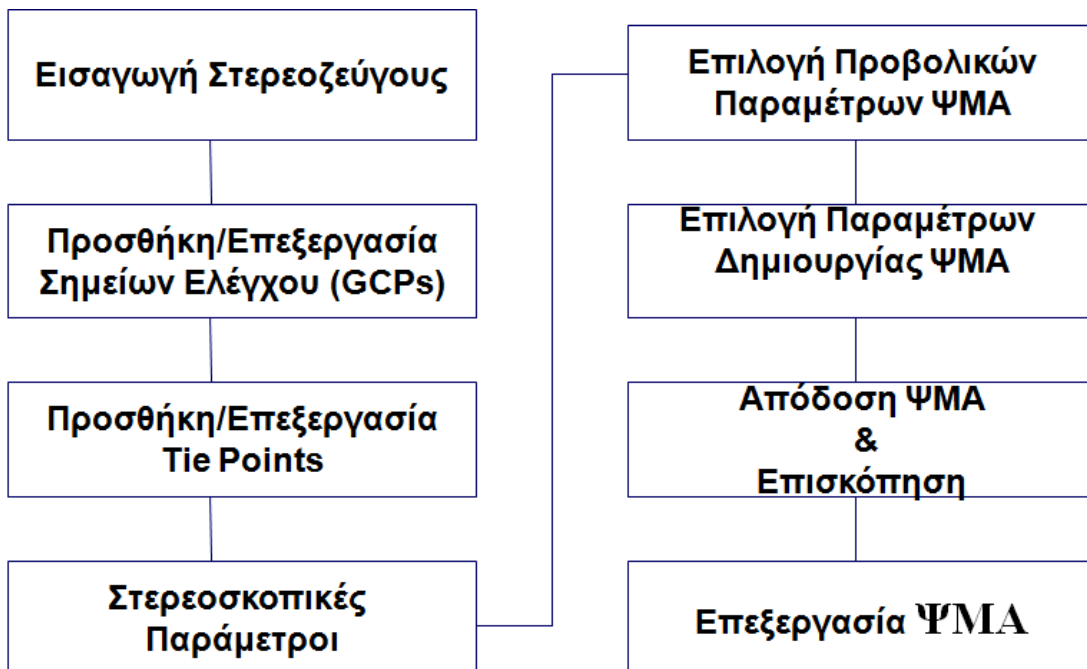 Εισαγωγή Στερεοζεύγους
Προσθήκη/Επεξεργασία
Σημείων Ελέγχου (GCPs)
Προσθήκη/Επεξεργασία
Tie Points
Στερεοσκοπικές
Παράμετροι
Επιλογή Προβολικών
Παραμέτρων ΨΜΑ
Επιλογή Παραμέτρων
Δημιουργίας ΨΜΑ
Απόδοση ΨΜΑ
&
Επισκόπηση
Επεξεργασία ΨΜΑ